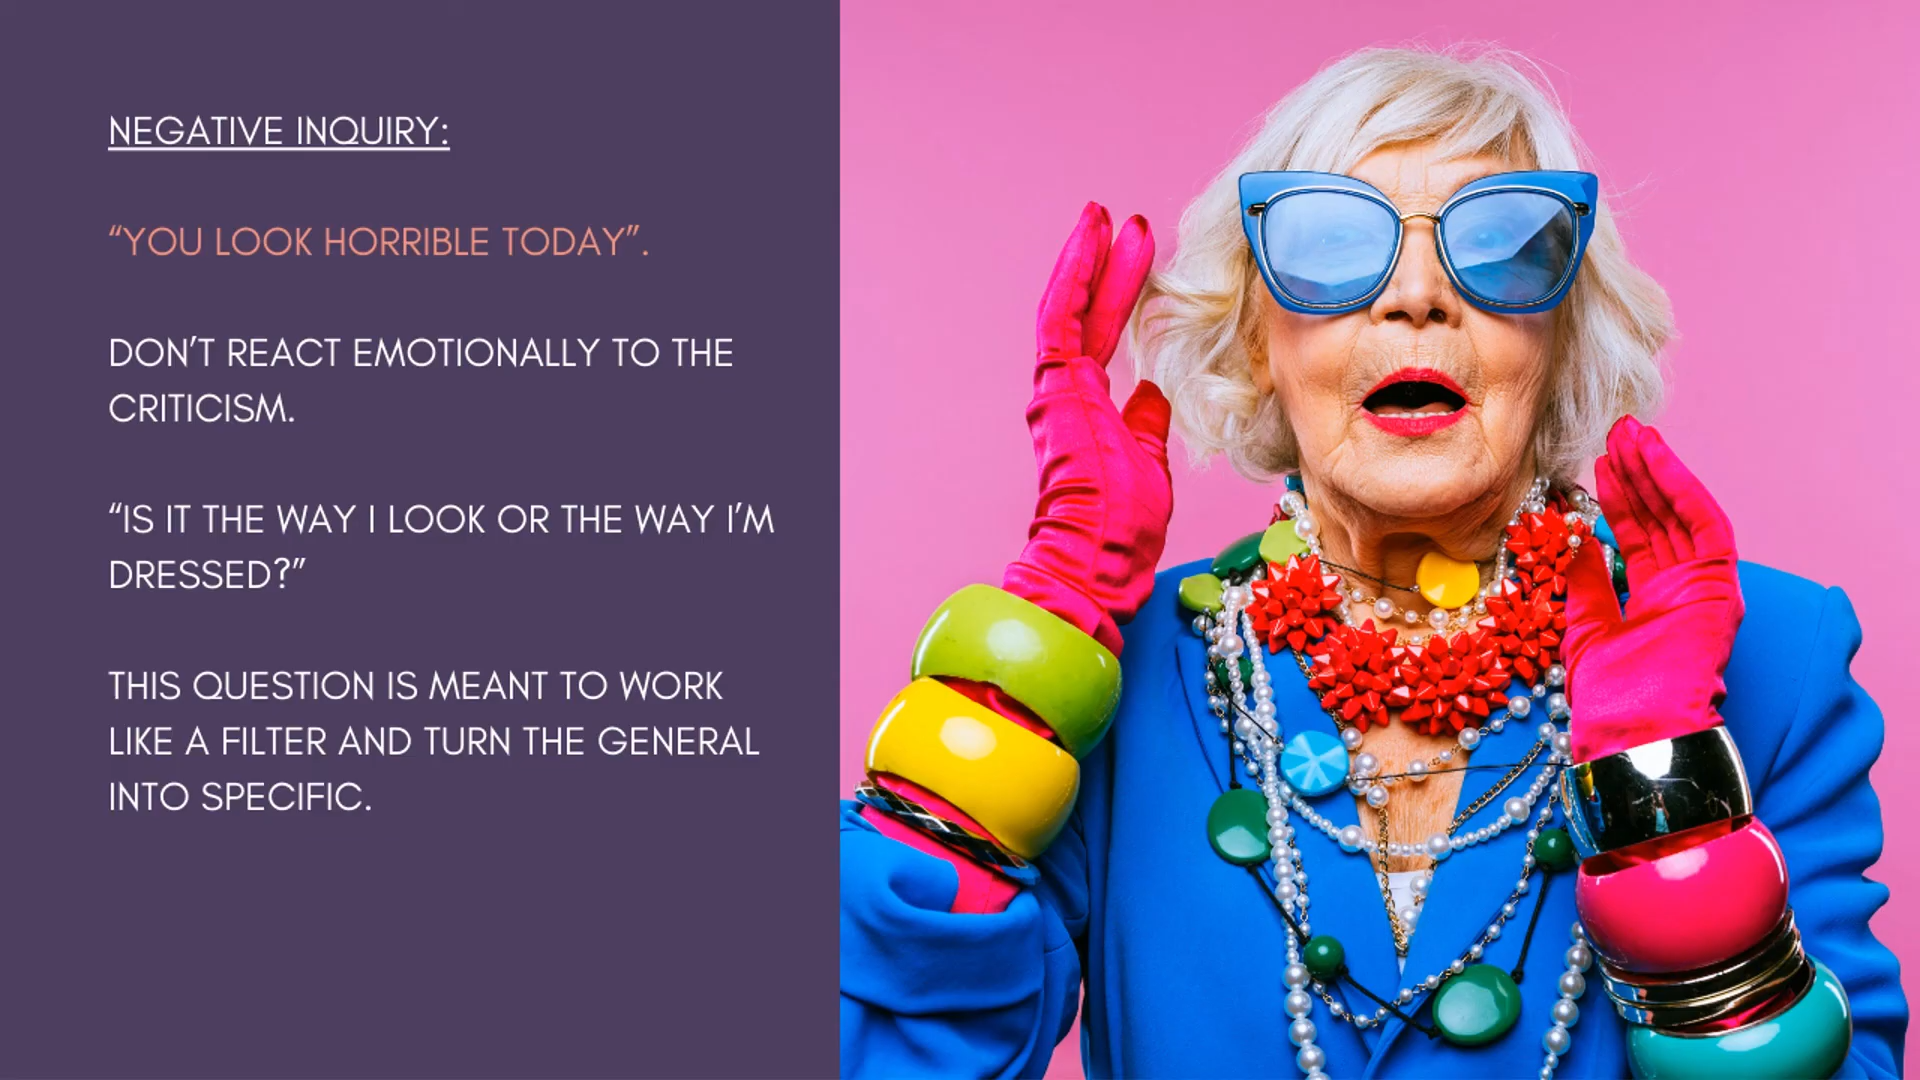 NEGATIVE INQUIRY:
“YOU LOOK HORRIBLE TODAY”.
DON’T REACT EMOTIONALLY TO THE
CRITICISM.
“IS IT THE WAY I LOOK OR THE WAY I’M
DRESSED?”
THIS QUESTION IS MEANT TO WORK
LIKE A FILTER AND TURN THE GENERAL
INTO SPECIFIC.